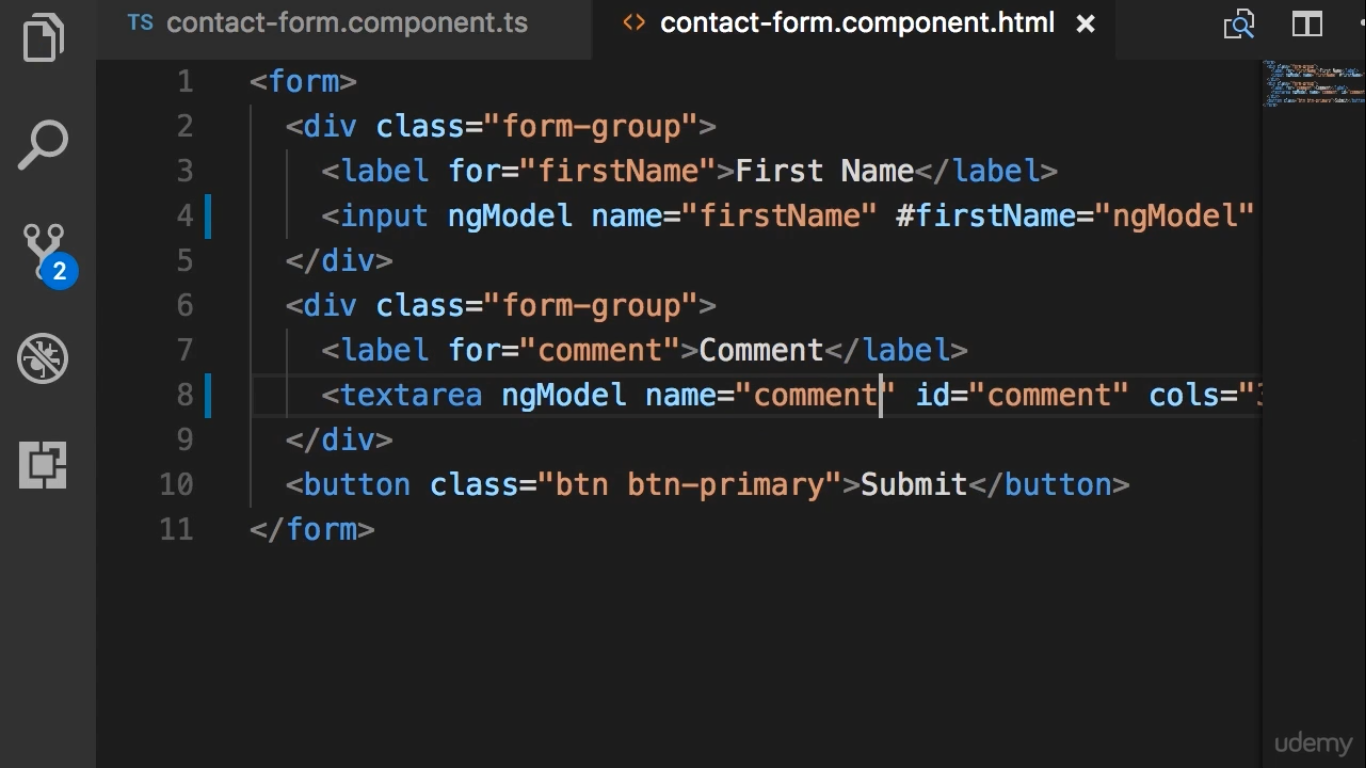 TS contact-form.component.ts
<> contact-form.component.html ×
1 <form>
2 <div class="form-group">
3 <label for="firstName">First Name</label>
4 <input ngModel name="firstName" #firstName="ngModel"
5 </div>
6 <div class="form-group">
7 <label for="comment">Comment</label>
8 <textarea ngModel name="comment" id="comment" cols="3
9 </div>
10 <button class="btn btn-primary">Submit</button>
11 </form>
2
udemy